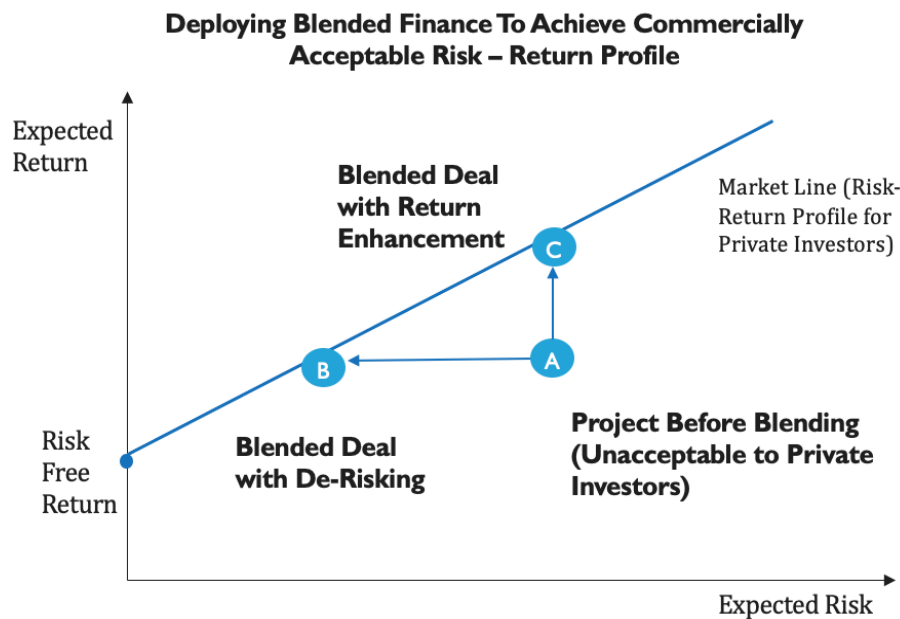 Deploying Blended Finance To Achieve Commercially
Acceptable Risk – Return Profile
Expected
Return
Blended Deal
with Return
Enhancement
Market Line (Risk-
Return Profile for
Private Investors)
C
B
A
Risk
Free
Return
Blended Deal
with De-Risking
Project Before Blending
(Unacceptable to Private
Investors)
Expected Risk